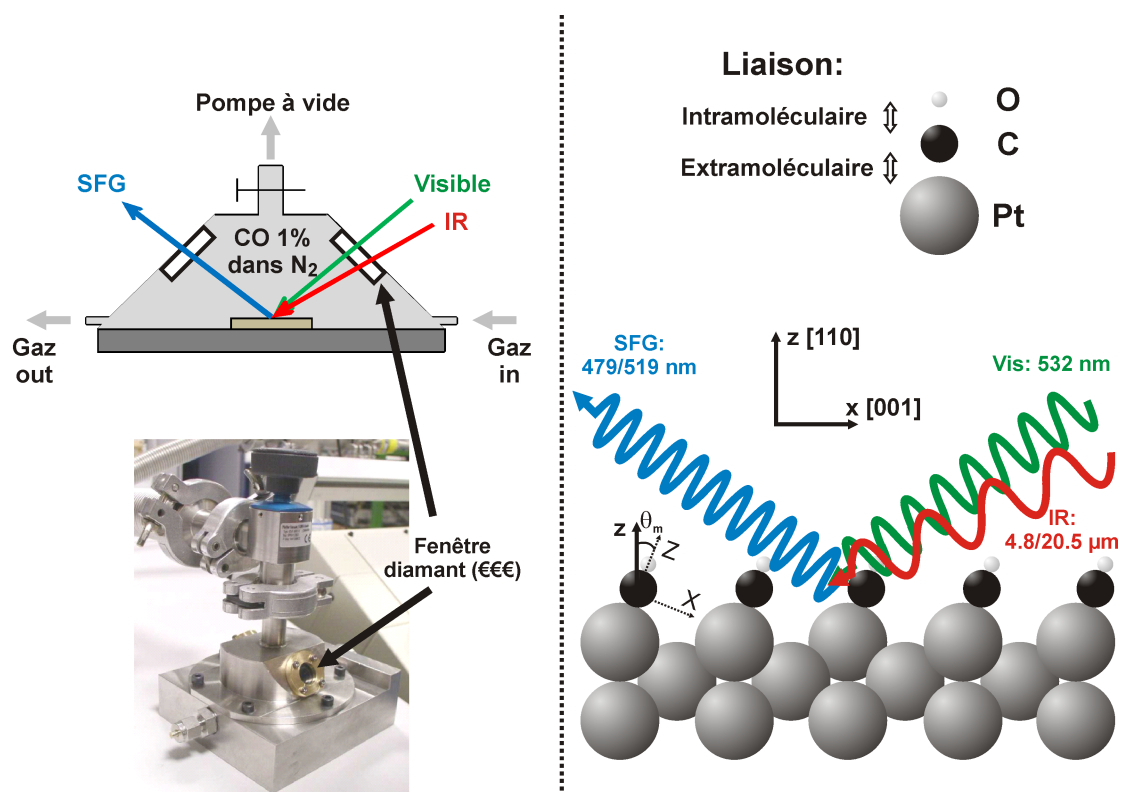 Pompe à vide
SFG
Visible
IR
CO 1%
dans N₂
Gaz
out
Gaz
in
Fenêtre
diamant (€€€)
Liaison:
Intramoléculaire
O
C
Extramoléculaire
Pt
SFG:
479/519 nm
z [110]
x [001]
Vis: 532 nm
IR:
4.8/20.5 µm
z
θm
Z
X